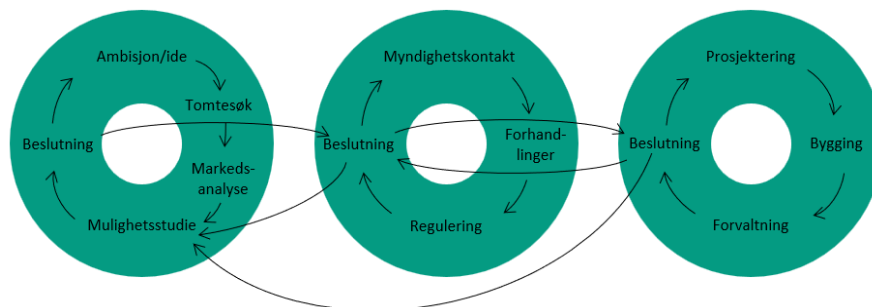 Ambisjon/ide
Tomtesøk
Beslutning
Markeds-
analyse
Mulighetsstudie
Myndighetskontakt
Forhand-
linger
Beslutning
Regulering
Prosjektering
Beslutning
Bygging
Forvaltning